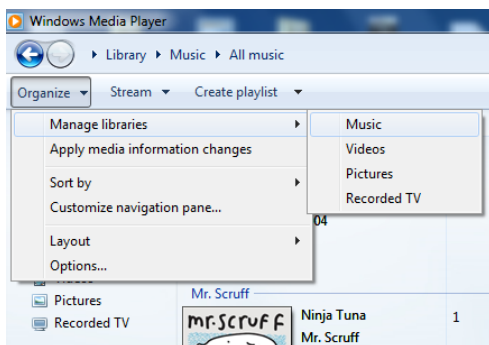 Windows Media Player
Library Music All music
Organize Stream Create playlist
Manage libraries
Apply media information changes
Sort by
Customize navigation pane...
Layout
Options...
Music
Videos
Pictures
Recorded TV
04
Pictures
Recorded TV
Mr. Scruff
mr.scruff
Ninja Tuna
Mr. Scruff
1